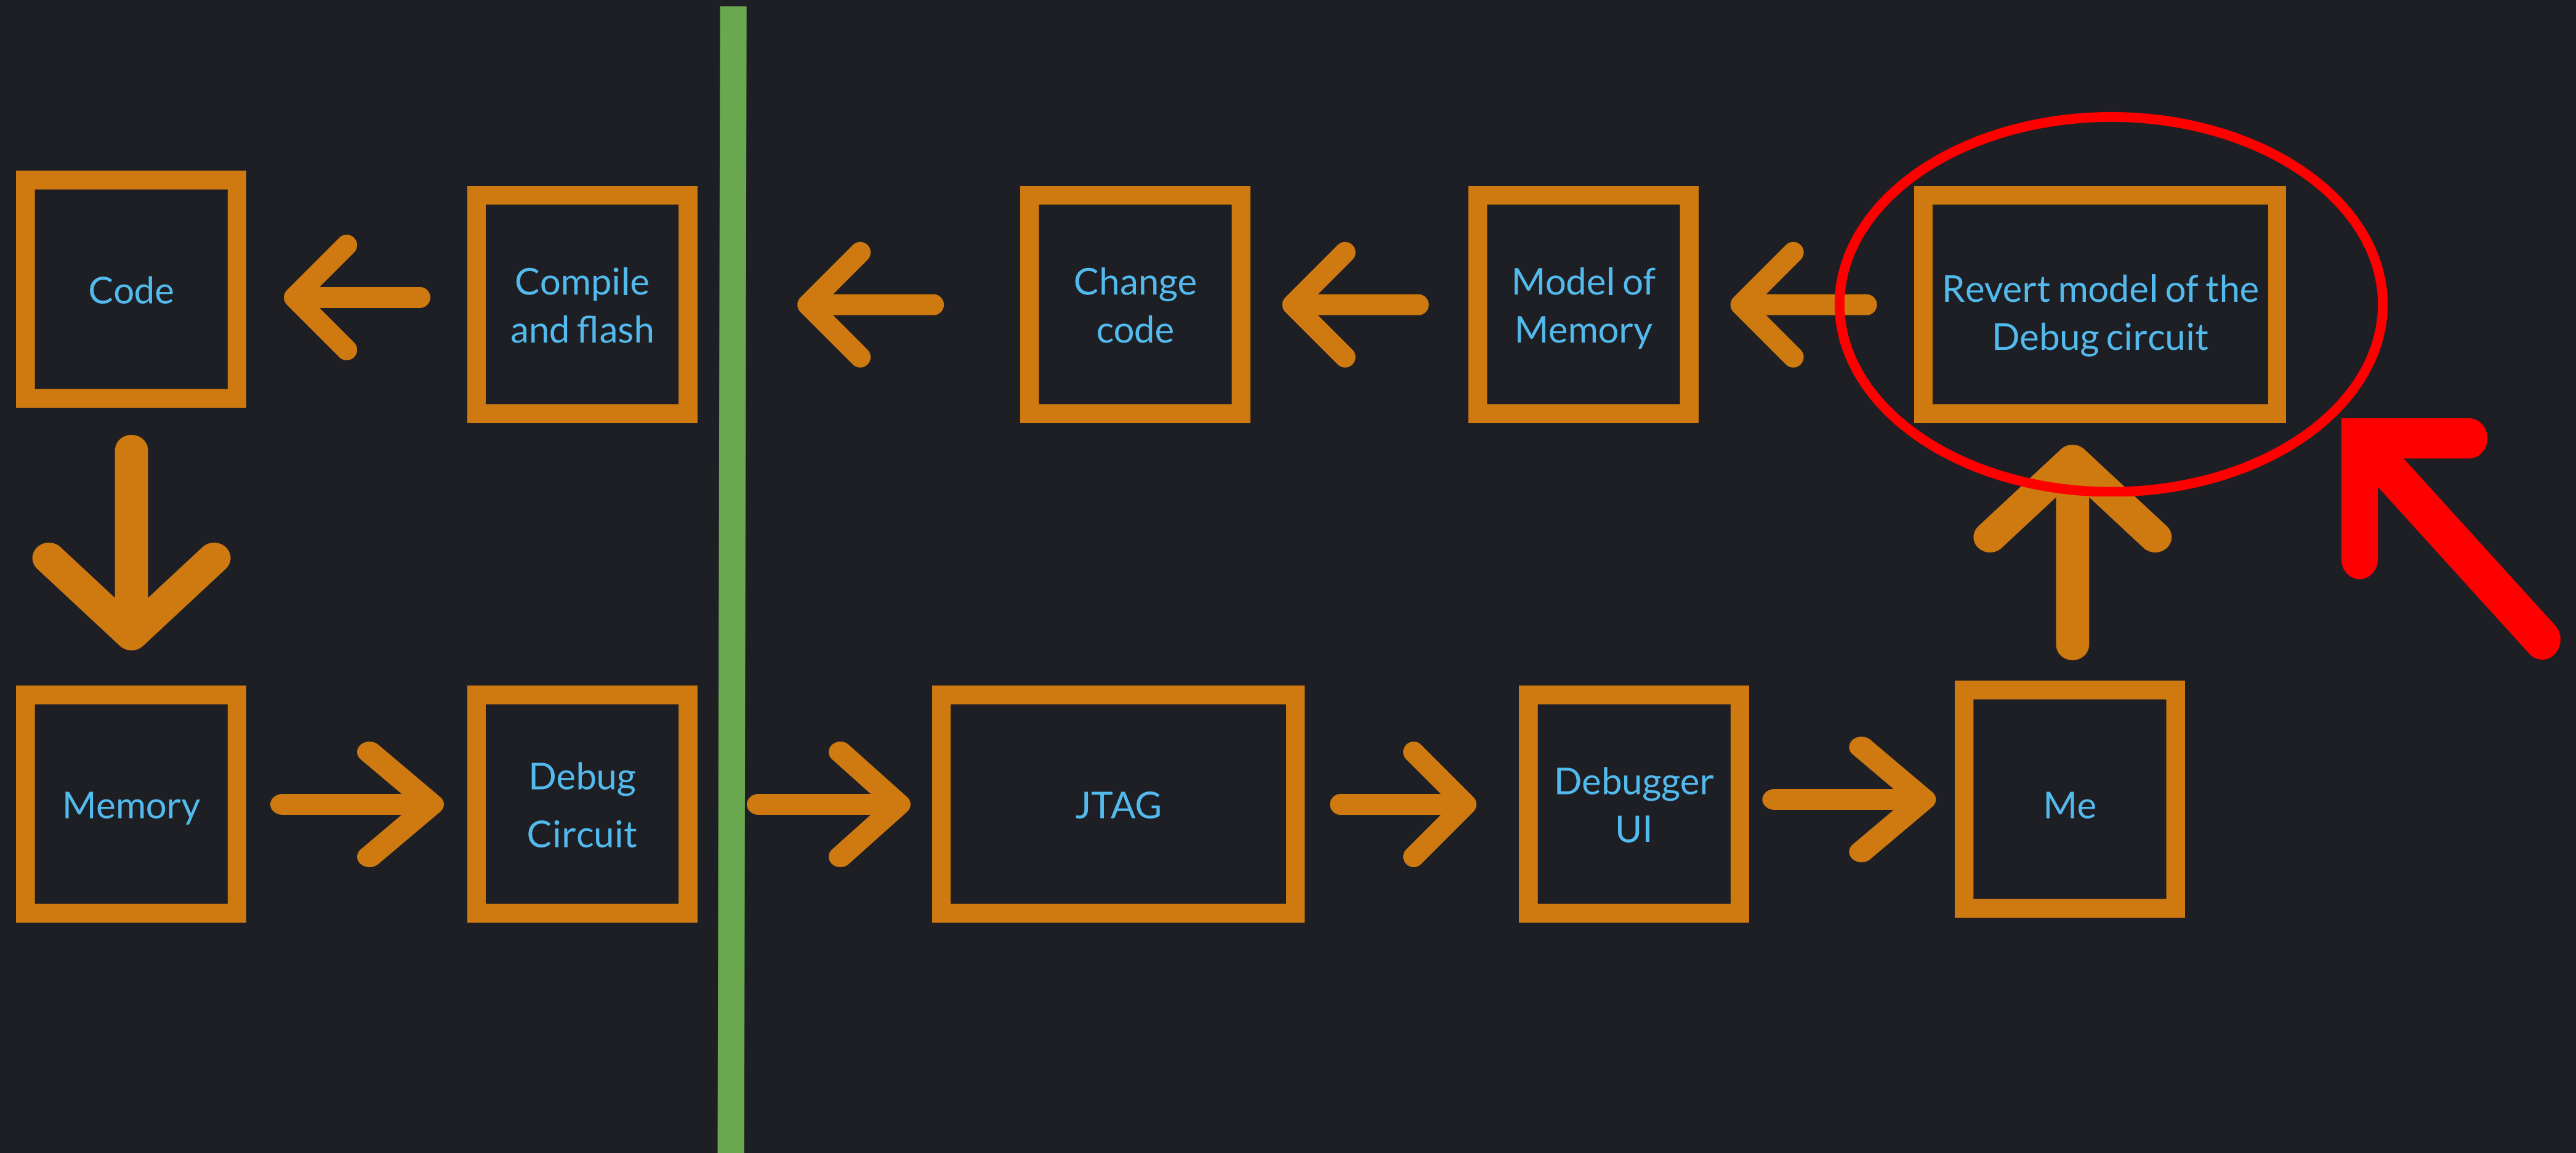 Code
Compile
and flash
Change
code
Model of
Memory
Revert model of the
Debug circuit
Memory
Debug
Circuit
JTAG
Debugger
UI
Me